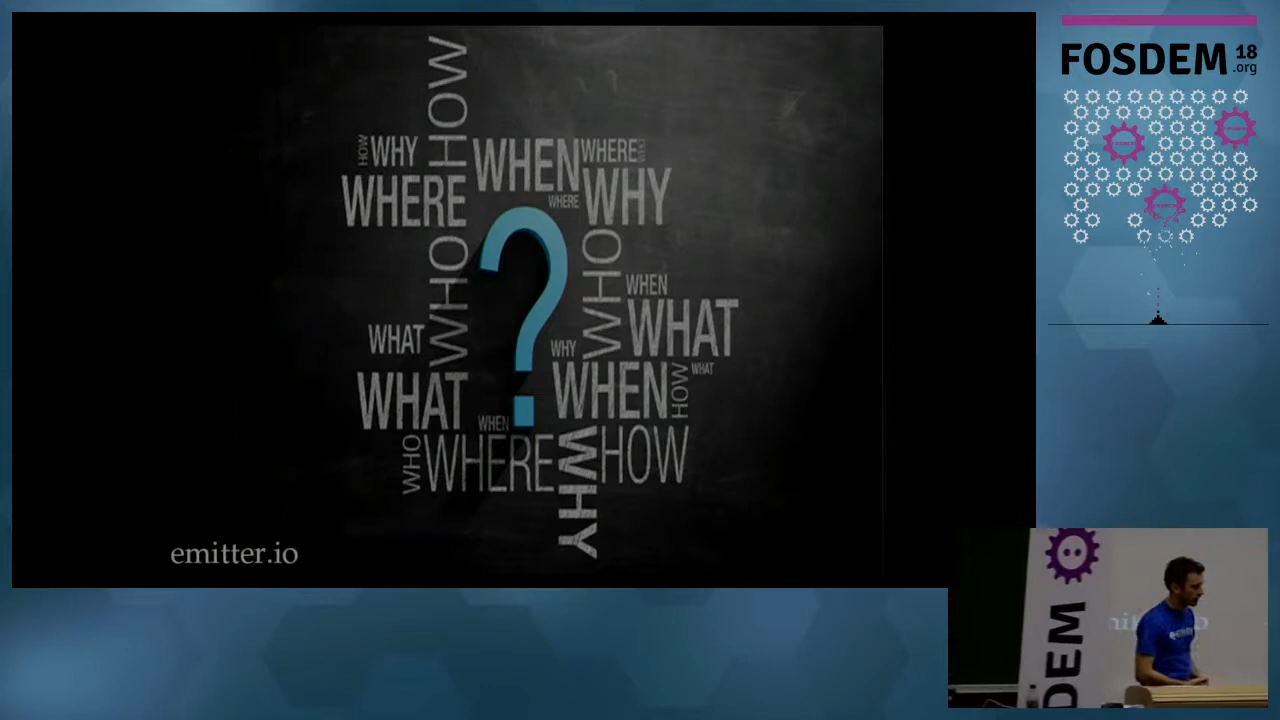 HOW
HOW WHY WHEN WHERE
WHERE WHERE WHY
WHO WHO WHEN
WHAT WHY WHAT
WHAT WHEN WHEN HOW WHAT
WHO WHERE WHY HOW
emitter.io
FOSDEM 18
.org
DEM